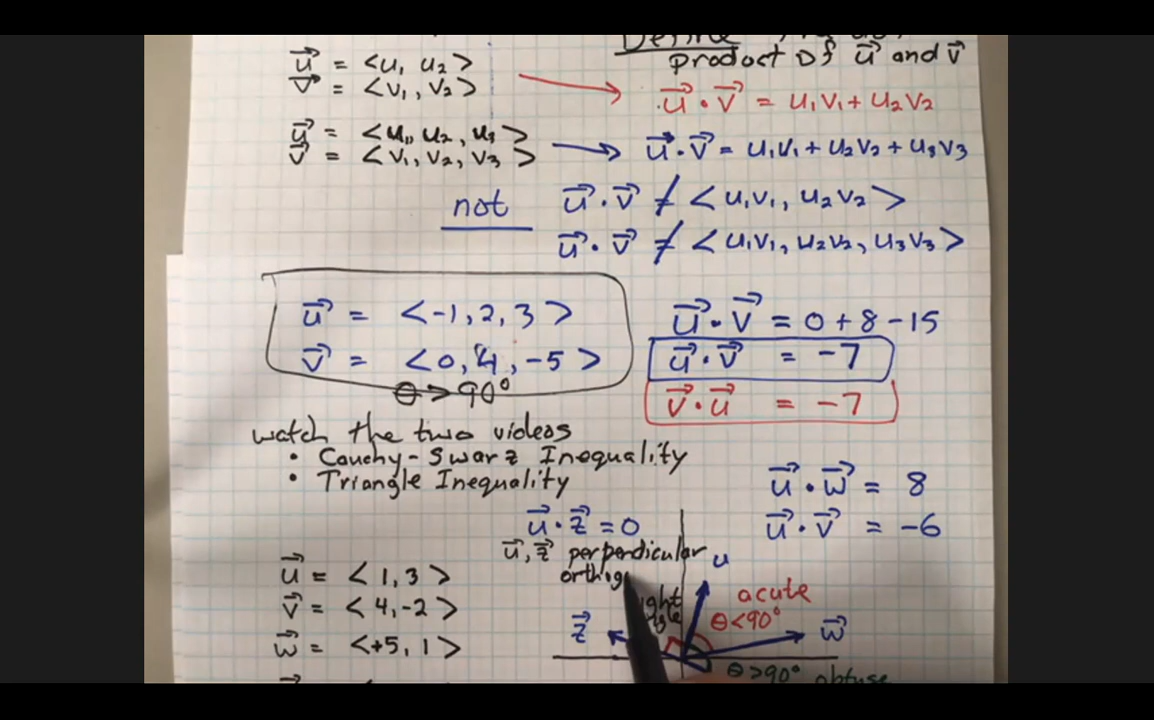 Define
product of u⃗ and v⃗
u⃗ = <u₁ u₂>
v⃗ = <v₁, v₂>
u⃗ · v⃗ = u₁v₁ + u₂v₂
u⃗ = <u₁, u₂, u₃>
v⃗ = <v₁, v₂, v₃>
u⃗ · v⃗ = u₁v₁ + u₂v₂ + u₃v₃
not u⃗ · v⃗ ≠ <u₁v₁, u₂v₂>
u⃗ · v⃗ ≠ <u₁v₁, u₂v₂, u₃v₃>
u⃗ = <-1, 2, 3>
v⃗ = <0, 4, -5>
θ > 90°
u⃗ · v⃗ = 0 + 8 - 15
u⃗ · v⃗ = -7
v⃗ · u⃗ = -7
watch the two videos
• Cauchy-Swarz Inequality
• Triangle Inequality
u⃗ · w⃗ = 8
u⃗ · v⃗ = -6
u⃗ · z⃗ = 0
u⃗, z⃗ perpendicular
u⃗ = <1, 3>
v⃗ = <4, -2>
w⃗ = <+5, 1>
u
acute
θ < 90°
z⃗
w⃗
θ > 90° obtuse